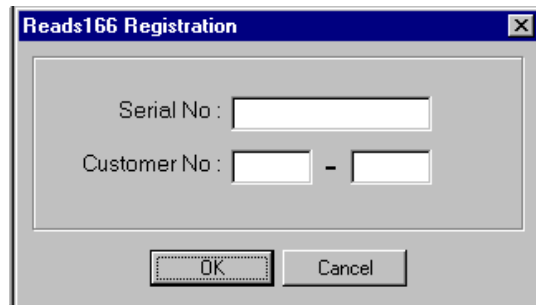 Reads166 Registration
Serial No :
Customer No : -
OK Cancel